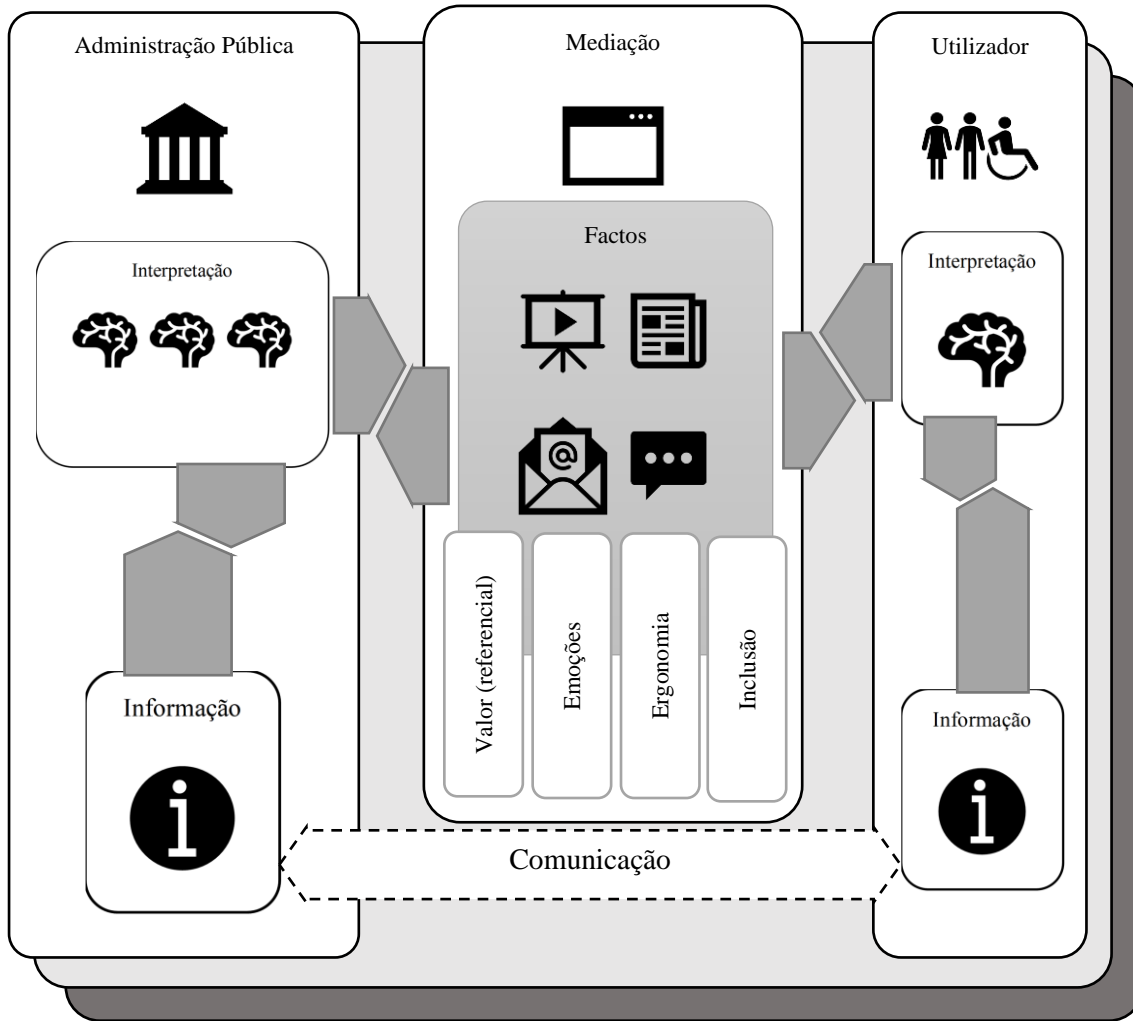 Administração Pública
Interpretação
Informação
Mediação
Factos
@
Valor (referencial)
Emoções
Ergonomia
Inclusão
Utilizador
Interpretação
Informação
Comunicação